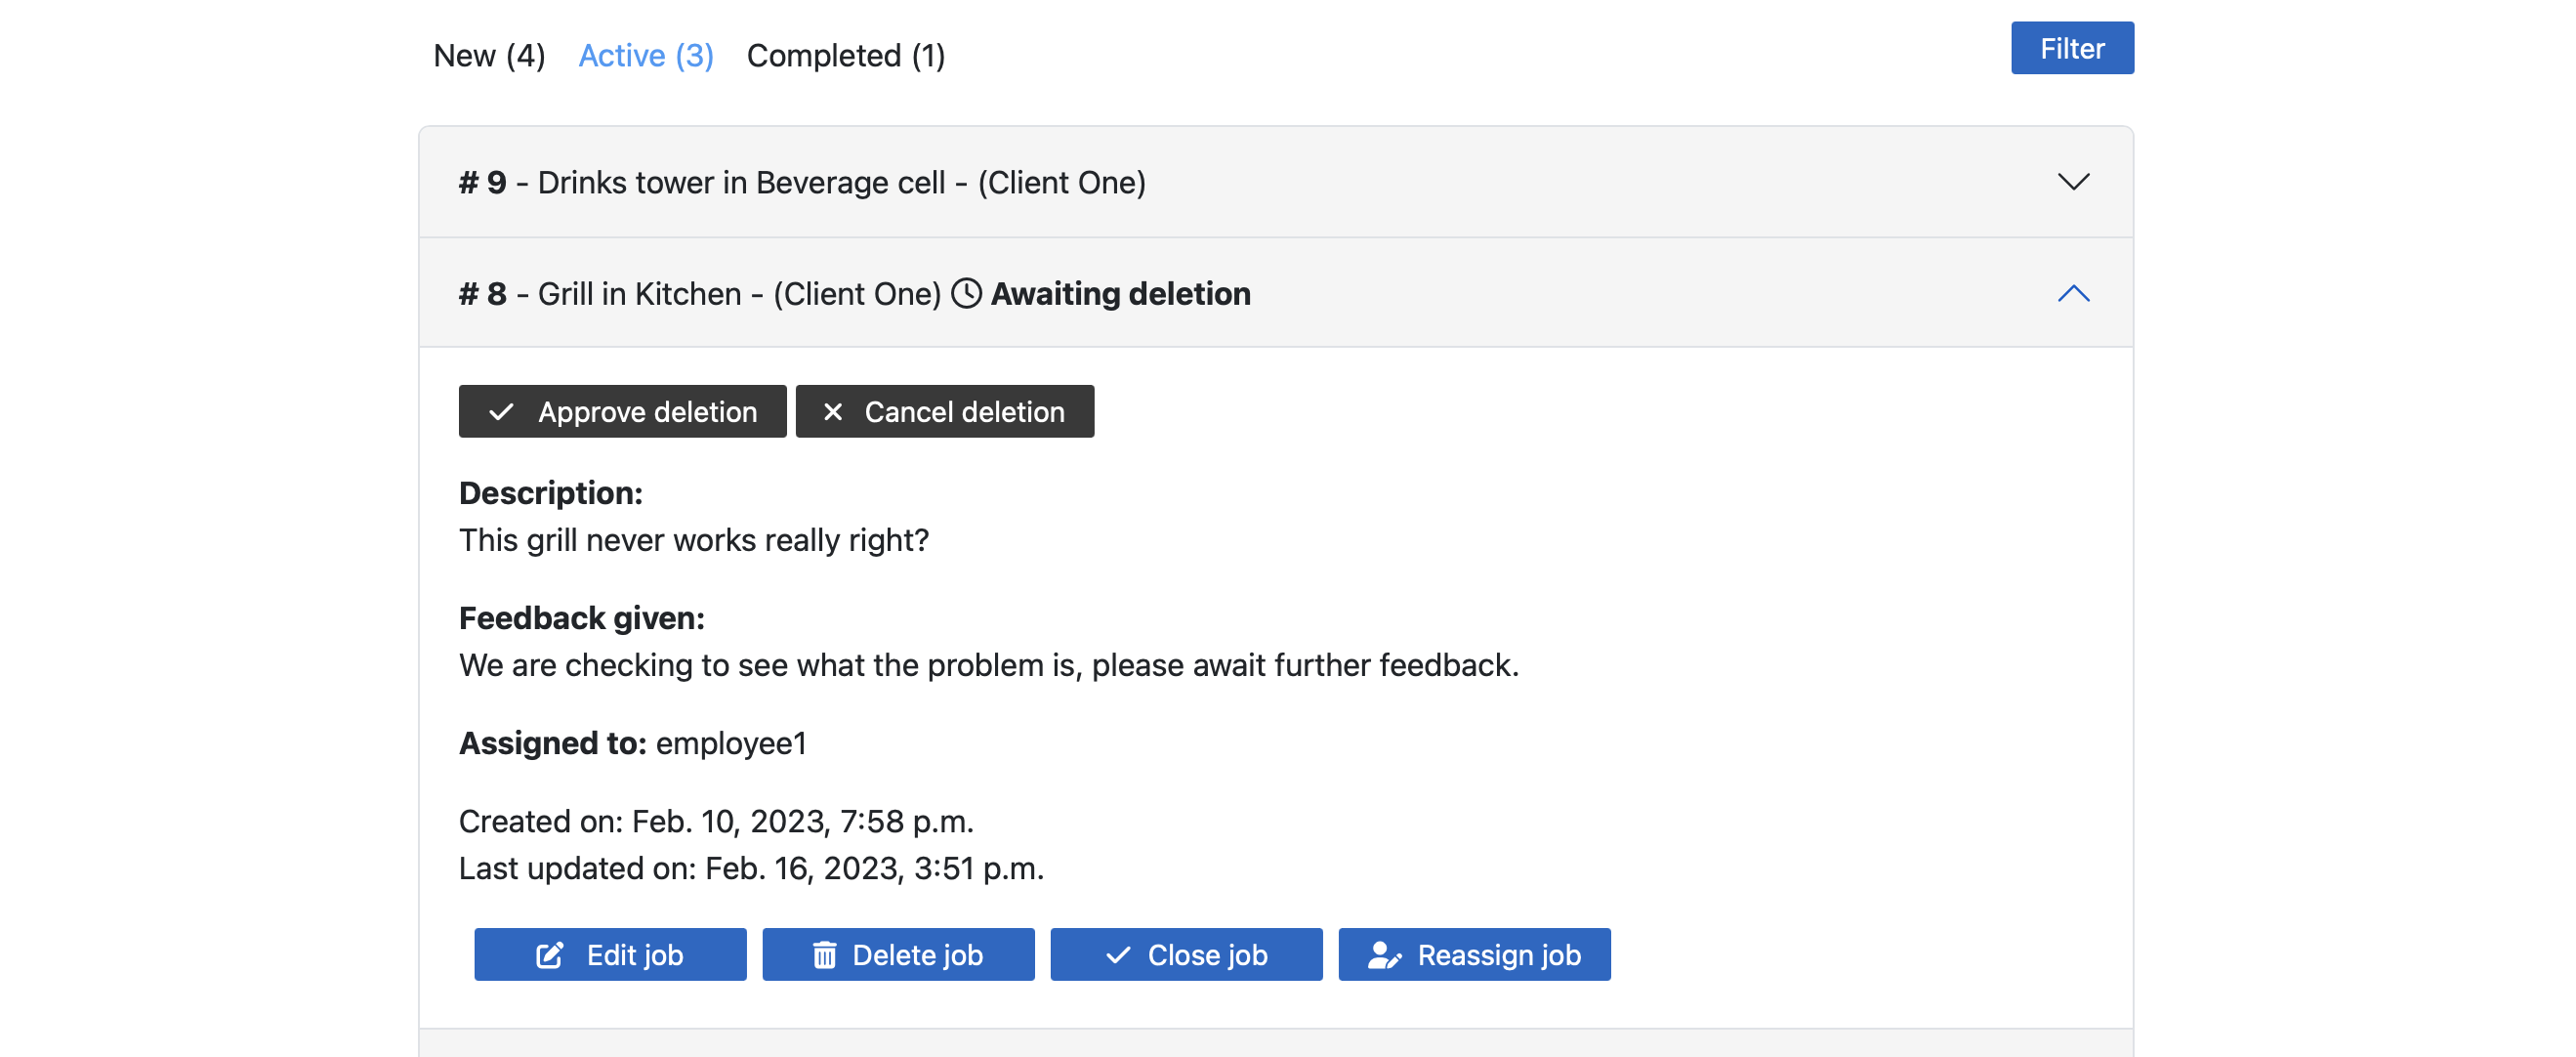 New (4) Active (3) Completed (1) Filter
# 9 - Drinks tower in Beverage cell - (Client One)
# 8 - Grill in Kitchen - (Client One) Awaiting deletion
Approve deletion Cancel deletion
Description:
This grill never works really right?
Feedback given:
We are checking to see what the problem is, please await further feedback.
Assigned to: employee1
Created on: Feb. 10, 2023, 7:58 p.m.
Last updated on: Feb. 16, 2023, 3:51 p.m.
Edit job Delete job Close job Reassign job